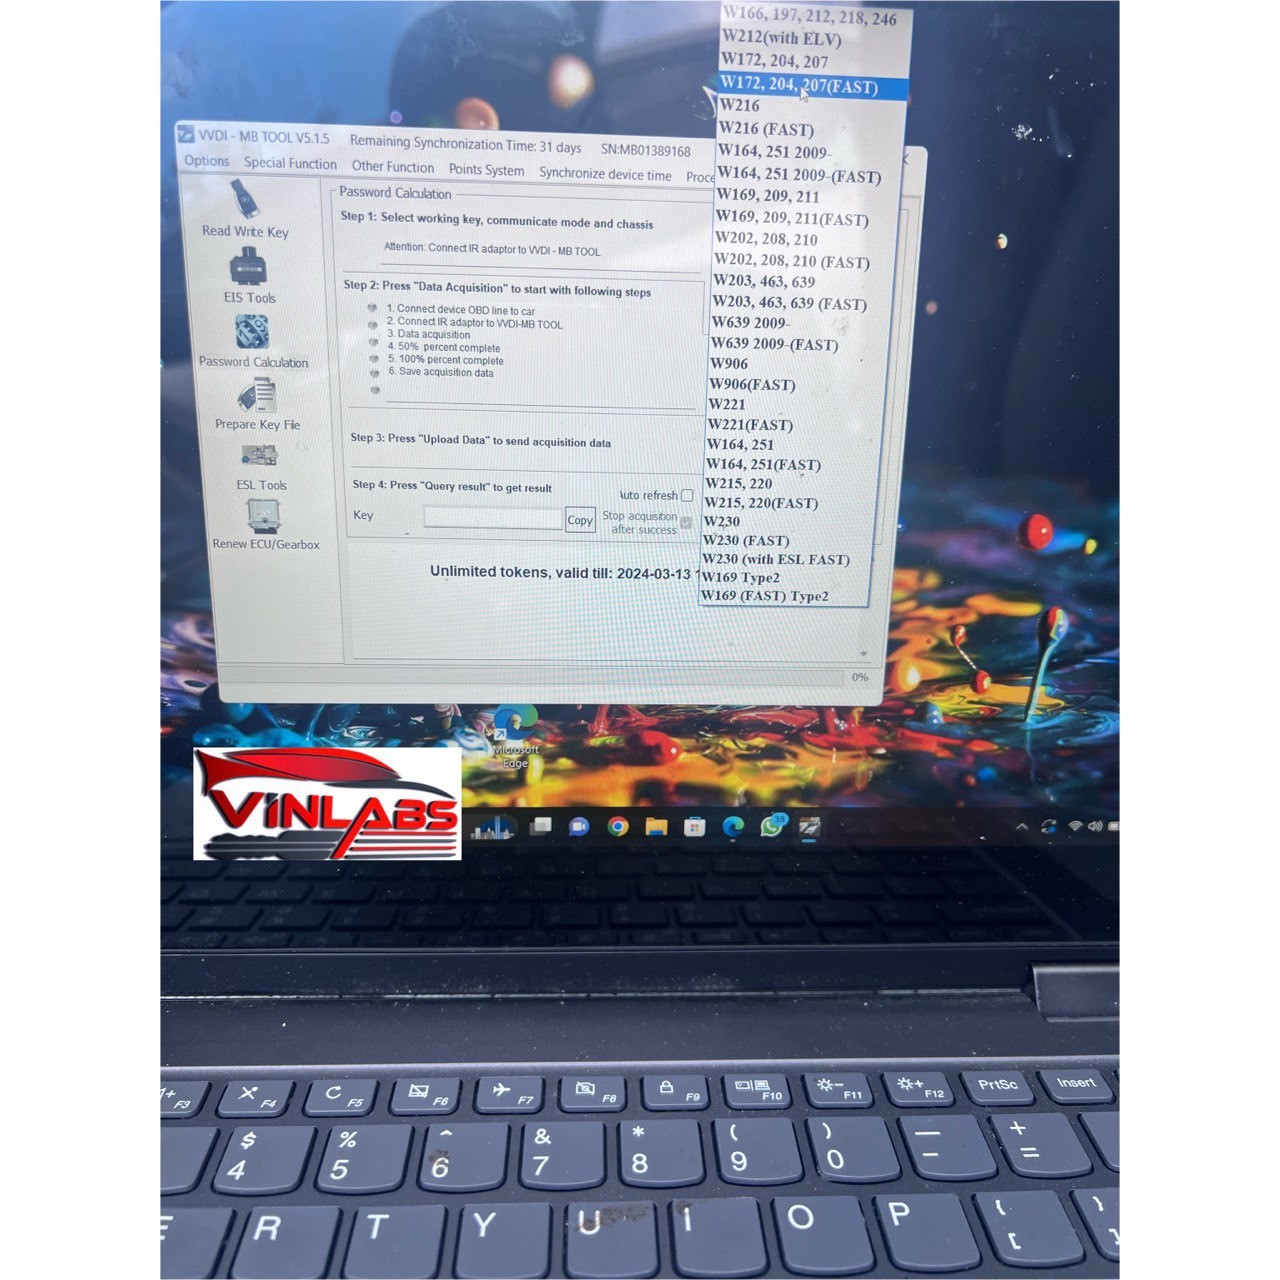 VVDI - MB TOOL V5.1.5 Remaining Synchronization Time: 31 days SN:MB01389168
Options Special Function Other Function Points System Synchronize device time Proce
Read Write Key
EIS Tools
Password Calculation
Prepare Key File
ESL Tools
Renew ECU/Gearbox
Password Calculation
Step 1: Select working key, communicate mode and chassis
Attention: Connect IR adaptor to VVDI - MB TOOL
Step 2: Press "Data Acquisition" to start with following steps
1. Connect device OBD line to car
2. Connect IR adaptor to VVDI-MB TOOL
3. Data acquisition
4. 50% percent complete
5. 100% percent complete
6. Save acquisition data
Step 3: Press "Upload Data" to send acquisition data
Step 4: Press "Query result" to get result
Auto refresh
Key
Copy
Stop acquisition
after success
Unlimited tokens, valid till: 2024-03-13 1
0%
W166, 197, 212, 218, 246
W212(with ELV)
W172, 204, 207
W172, 204, 207(FAST)
W216
W216 (FAST)
W164, 251 2009-
W164, 251 2009-(FAST)
W169, 209, 211
W169, 209, 211(FAST)
W202, 208, 210
W202, 208, 210 (FAST)
W203, 463, 639
W203, 463, 639 (FAST)
W639 2009-
W639 2009-(FAST)
W906
W906(FAST)
W221
W221(FAST)
W164, 251
W164, 251(FAST)
W215, 220
W215, 220(FAST)
W230
W230 (FAST)
W230 (with ESL FAST)
W169 Type2
W169 (FAST) Type2
Microsoft
Edge
VINLABS
38
F3 F4 F5 F6 F7 F8 F9 F10 F11 F12 PrtSc Insert
$ % ^ & * ( ) — +
4 5 6 7 8 9 0 - =
E R T Y U I O P { }
[ ]